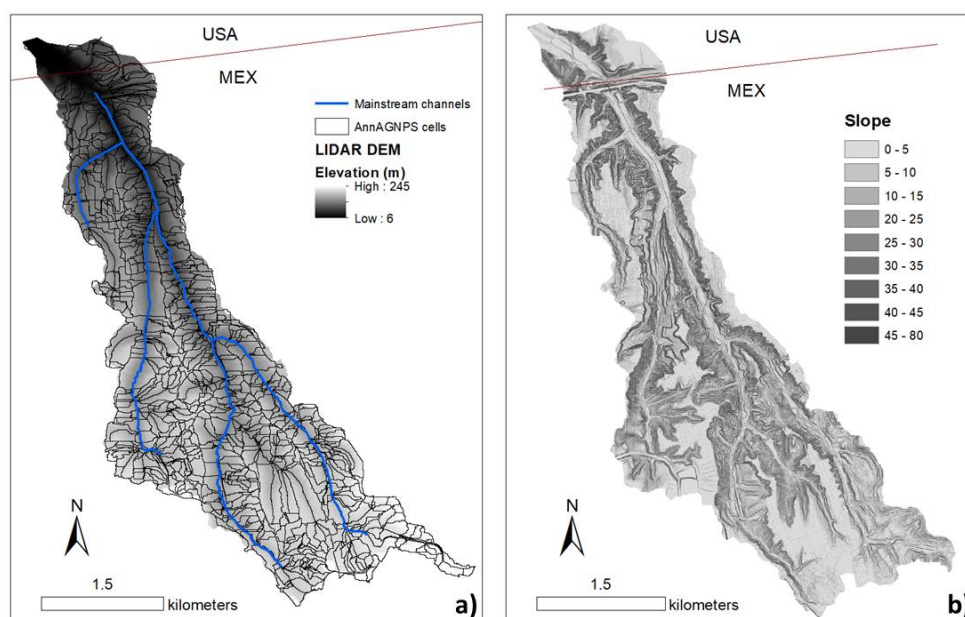 USA
MEX
Mainstream channels
AnnAGNPS cells
LIDAR DEM
Elevation (m)
High : 245
Low : 6
N
1.5
kilometers
a)
USA
MEX
Slope
0 - 5
5 - 10
10 - 15
20 - 25
25 - 30
30 - 35
35 - 40
40 - 45
45 - 80
N
1.5
kilometers
b)